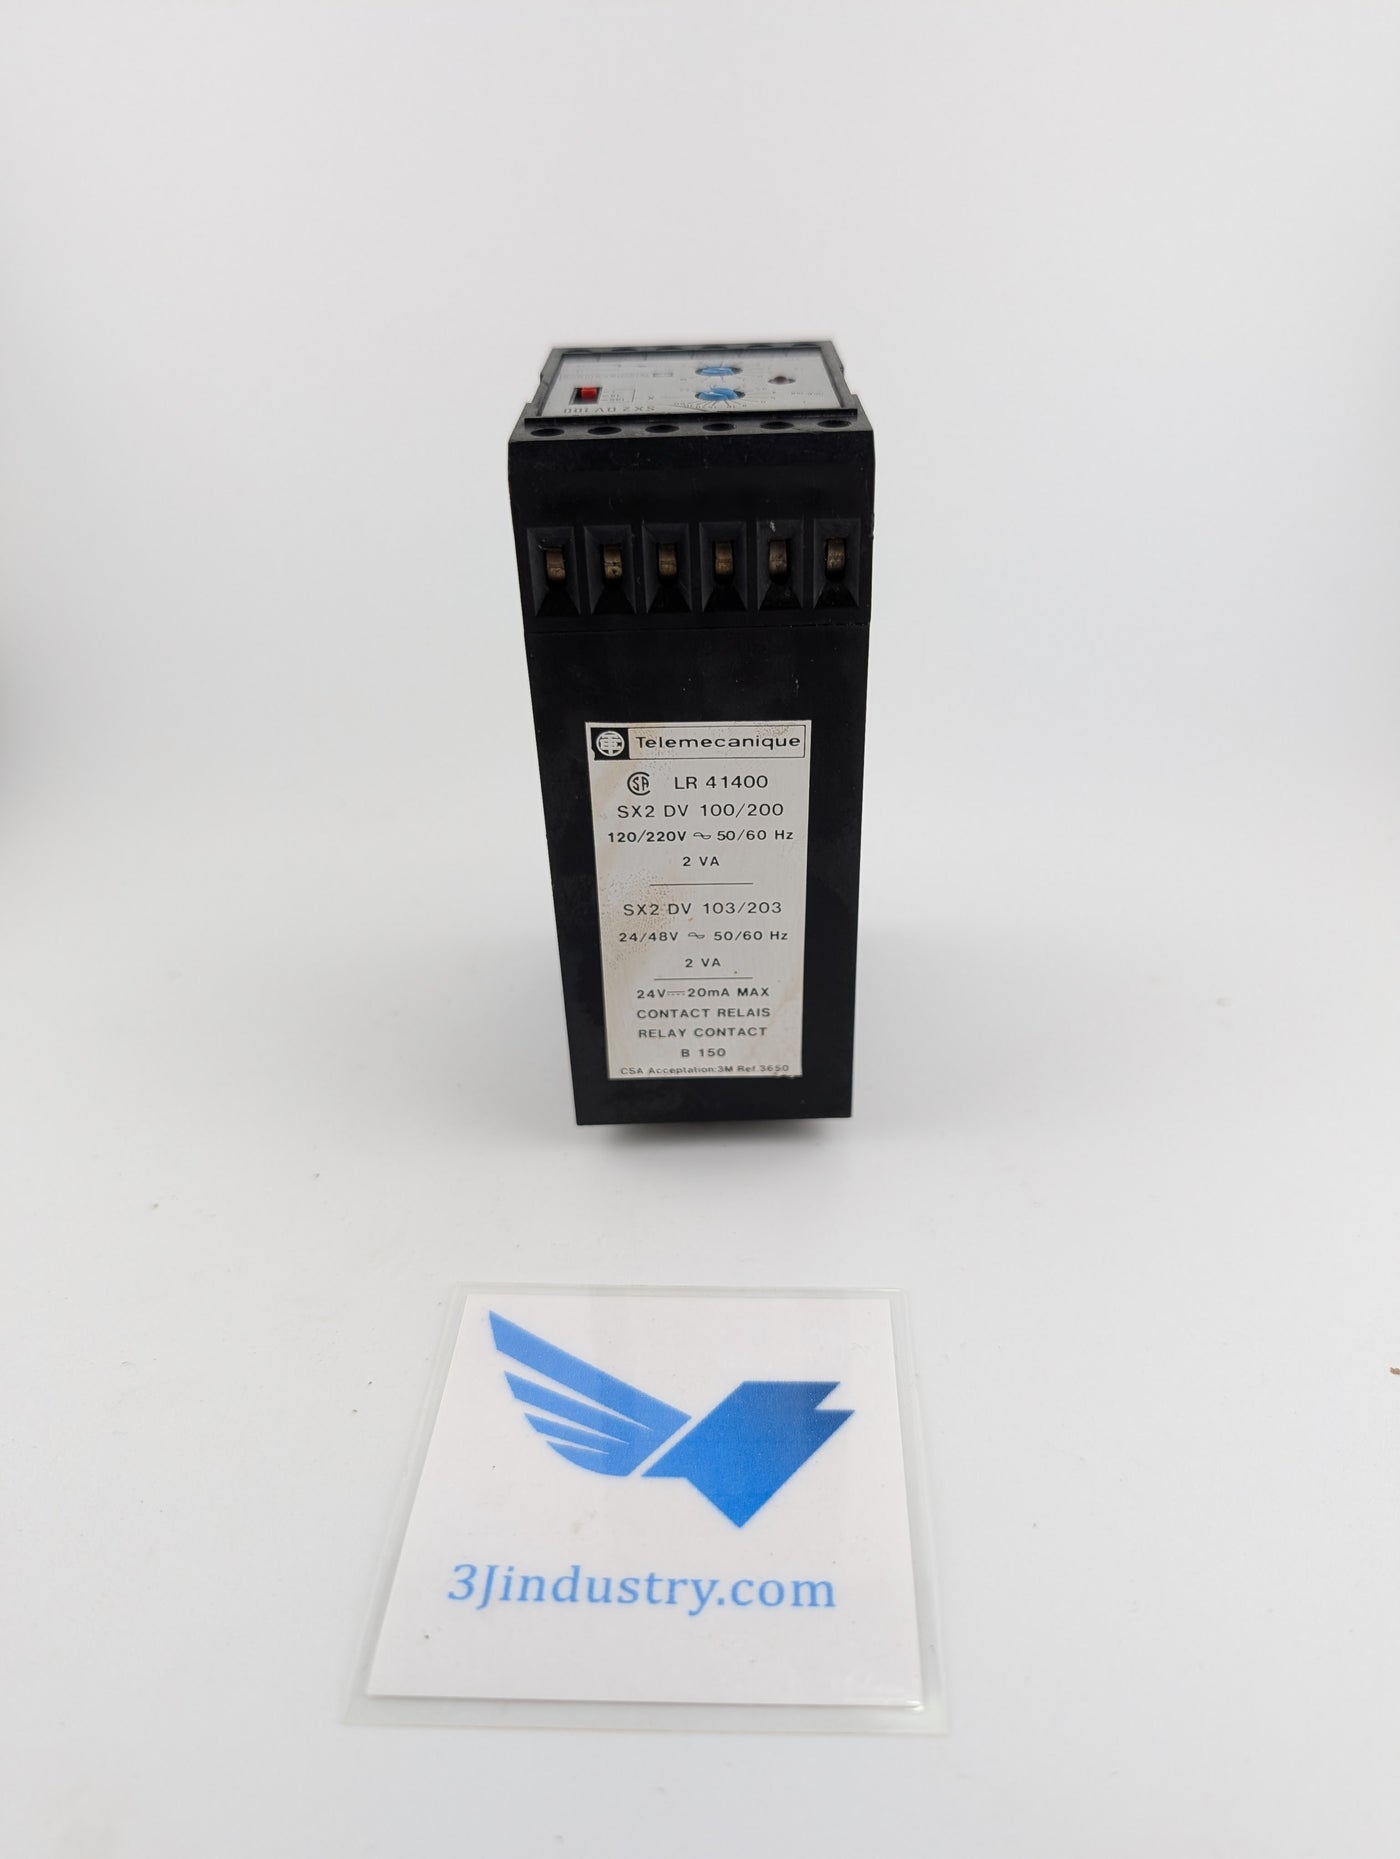 SX2 DV 100
Telemecanique
CSA LR 41400
SX2 DV 100/200
120/220V ~ 50/60 Hz
2 VA
SX2 DV 103/203
24/48V ~ 50/60 Hz
2 VA
24V⎓20mA MAX
CONTACT RELAIS
RELAY CONTACT
B 150
CSA Acceptation:3M Ref.3650
3Jindustry.com